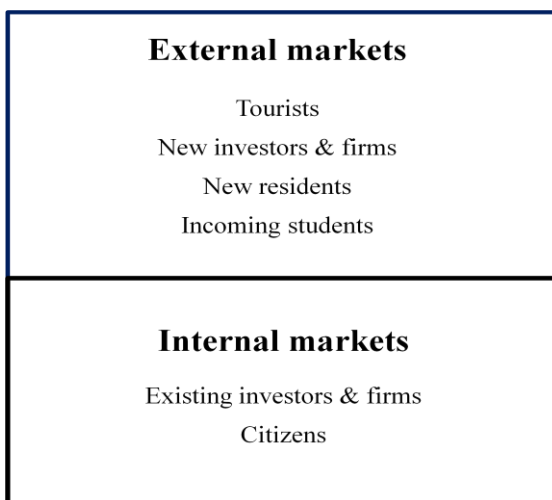 External markets
Tourists
New investors & firms
New residents
Incoming students
Internal markets
Existing investors & firms
Citizens